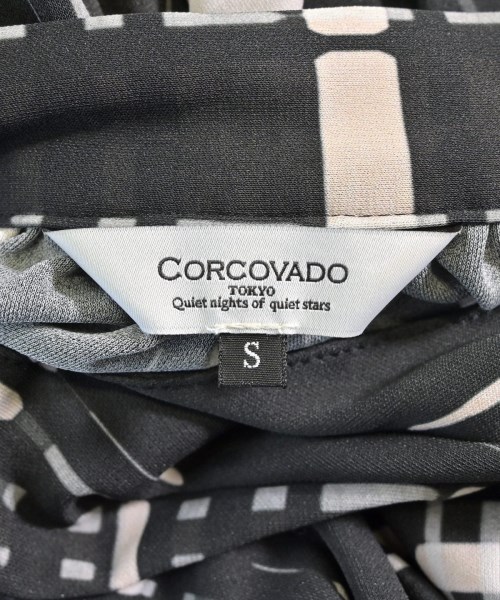 CORCOVADO
TOKYO
Quiet nights of quiet stars
S